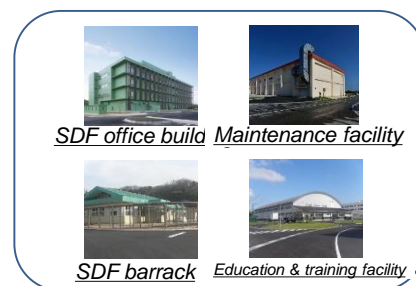 SDF office build
Maintenance facility
SDF barrack
Education & training facility